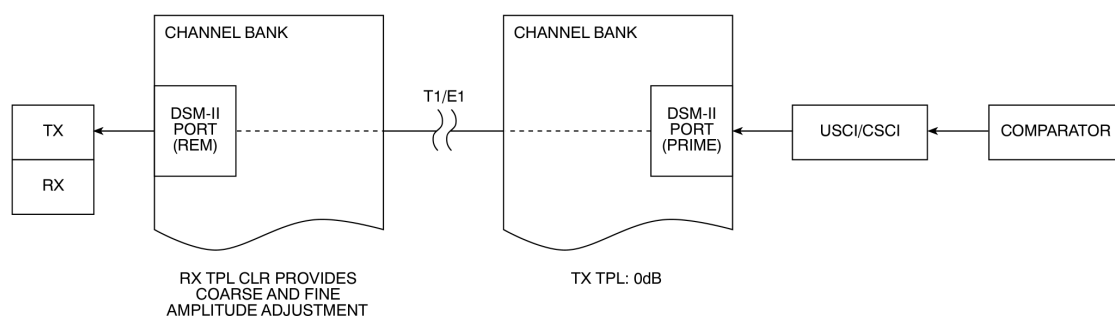 CHANNEL BANK
CHANNEL BANK
T1/E1
TX
DSM-II
PORT
(REM)
DSM-II
PORT
(PRIME)
USCI/CSCI
COMPARATOR
RX
RX TPL CLR PROVIDES
COARSE AND FINE
AMPLITUDE ADJUSTMENT
TX TPL: 0dB